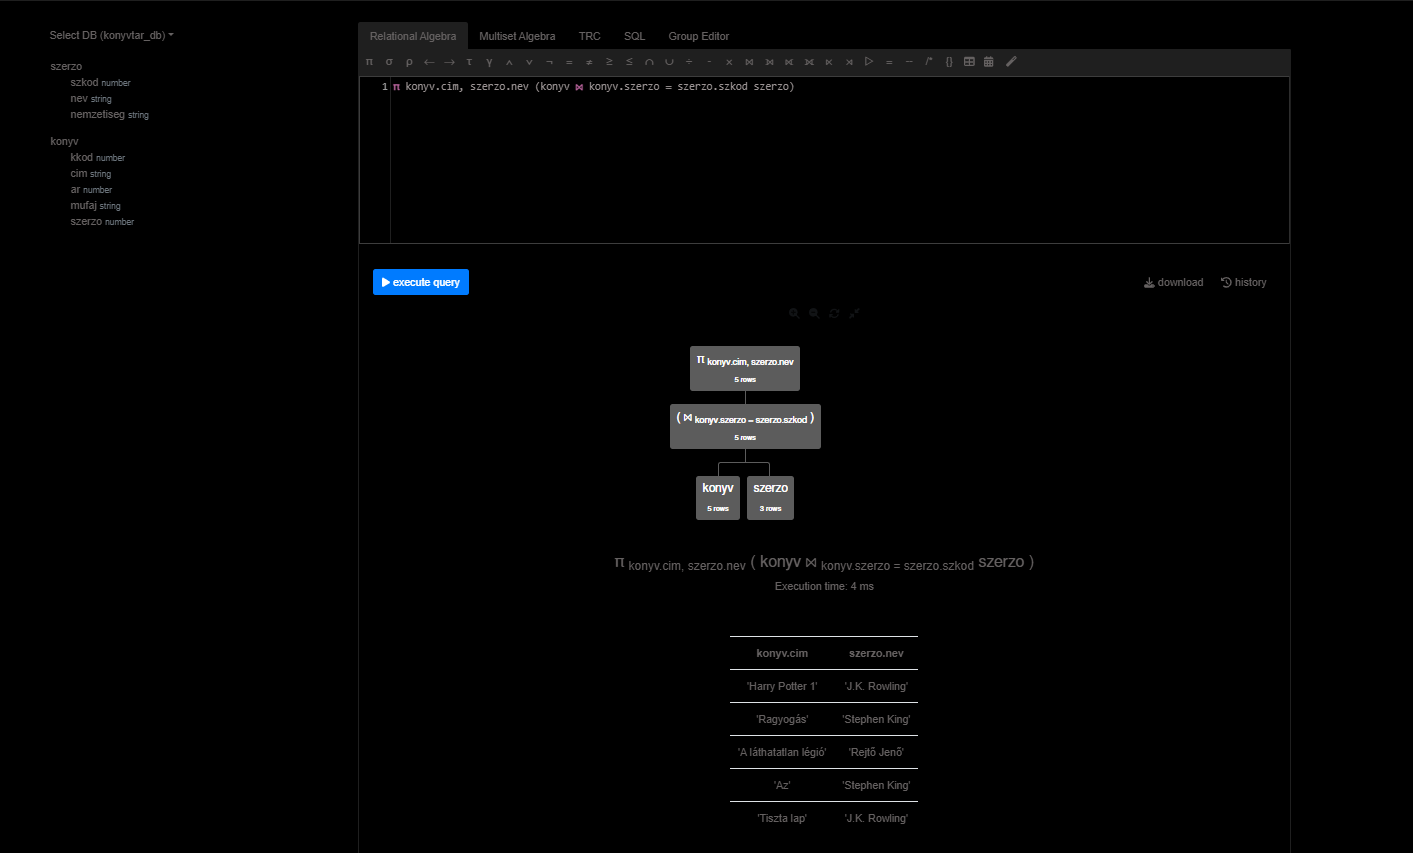 Select DB (konyvtar_db)
szerzo
szkod number
nev string
nemzetiseg string
konyv
kkod number
cim string
ar number
mufaj string
szerzo number
Relational Algebra Multiset Algebra TRC SQL Group Editor
π σ ρ ← → τ γ ∧ ∨ ¬ = ≠ ≥ ≤ ∩ ∪ ÷ - ⨯ ⨝ ⟕ ⟖ ⟗ ⋉ ⋊ ▷ = -- /* {}
1 π konyv.cim, szerzo.nev (konyv ⨝ konyv.szerzo = szerzo.szkod szerzo)
execute query
download history
π konyv.cim, szerzo.nev
5 rows
( ⨝ konyv.szerzo = szerzo.szkod )
5 rows
konyv szerzo
5 rows 3 rows
π konyv.cim, szerzo.nev ( konyv ⨝ konyv.szerzo = szerzo.szkod szerzo )
Execution time: 4 ms
konyv.cim szerzo.nev
'Harry Potter 1' 'J.K. Rowling'
'Ragyogás' 'Stephen King'
'A láthatatlan légió' 'Rejtő Jenő'
'Az' 'Stephen King'
'Tiszta lap' 'J.K. Rowling'